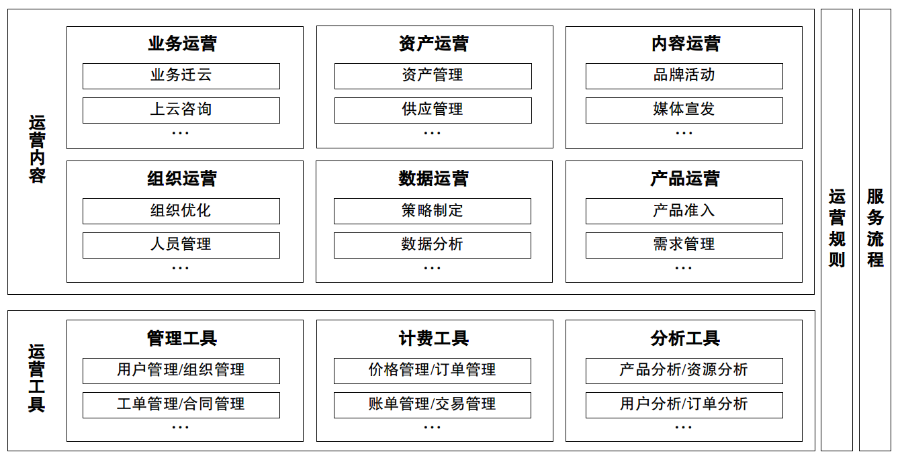 运营内容
业务运营
业务迁云
上云咨询
...
资产运营
资产管理
供应管理
...
内容运营
品牌活动
媒体宣发
...
组织运营
组织优化
人员管理
...
数据运营
策略制定
数据分析
...
产品运营
产品准入
需求管理
...
运营工具
管理工具
用户管理/组织管理
工单管理/合同管理
...
计费工具
价格管理/订单管理
账单管理/交易管理
...
分析工具
产品分析/资源分析
用户分析/订单分析
...
运营规则
服务流程